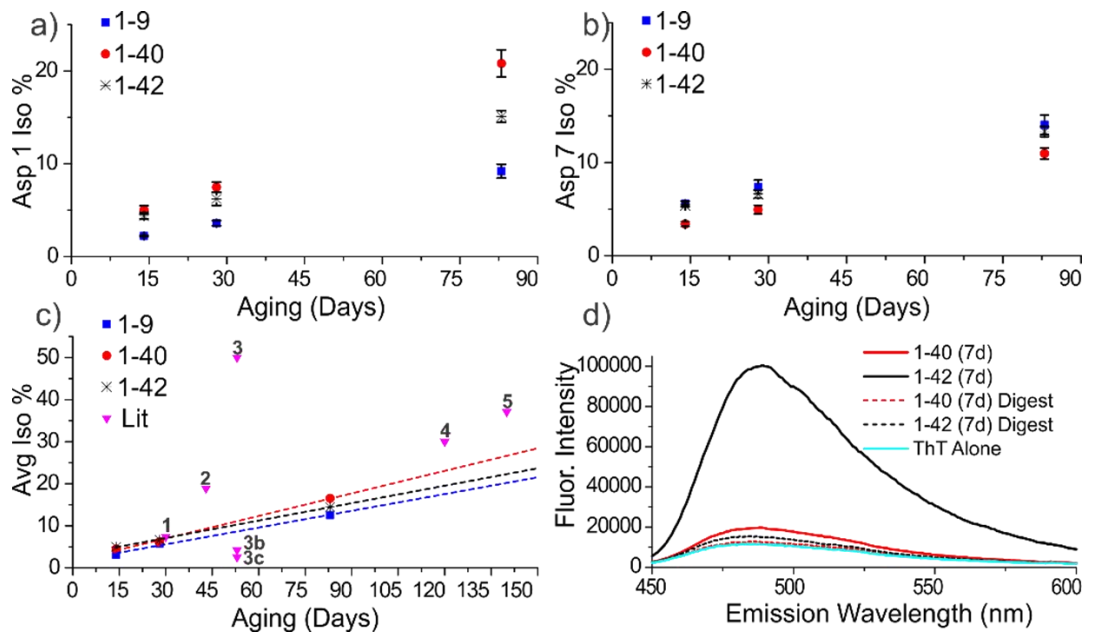 a)
1-9
1-40
1-42
Asp 1 Iso %
20
10
0
0 15 30 45 60 75 90
Aging (Days)
b)
1-9
1-40
1-42
Asp 7 Iso %
20
10
0
0 15 30 45 60 75 90
Aging (Days)
c)
1-9
1-40
1-42
Lit
Avg Iso %
50
40
30
20
10
0
1
2
3
3b
3c
4
5
0 15 30 45 60 75 90 105 120 135 150
Aging (Days)
d)
1-40 (7d)
1-42 (7d)
1-40 (7d) Digest
1-42 (7d) Digest
ThT Alone
Fluor. Intensity
100000
80000
60000
40000
20000
0
450 500 550 600
Emission Wavelength (nm)